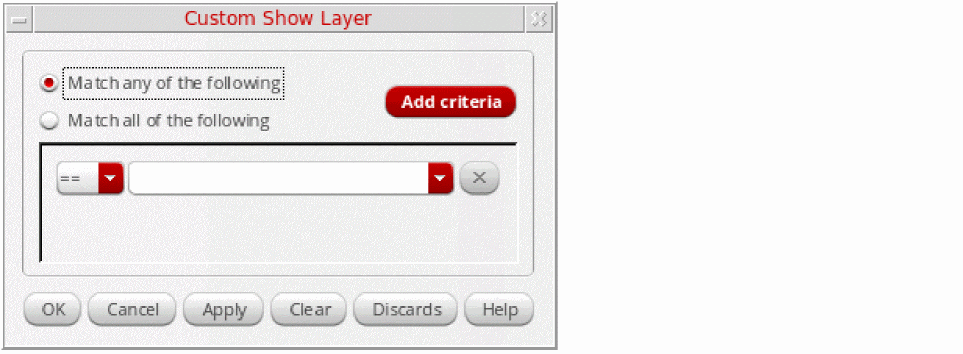 Custom Show Layer
Match any of the following
Add criteria
Match all of the following
==
OK Cancel Apply Clear Discards Help